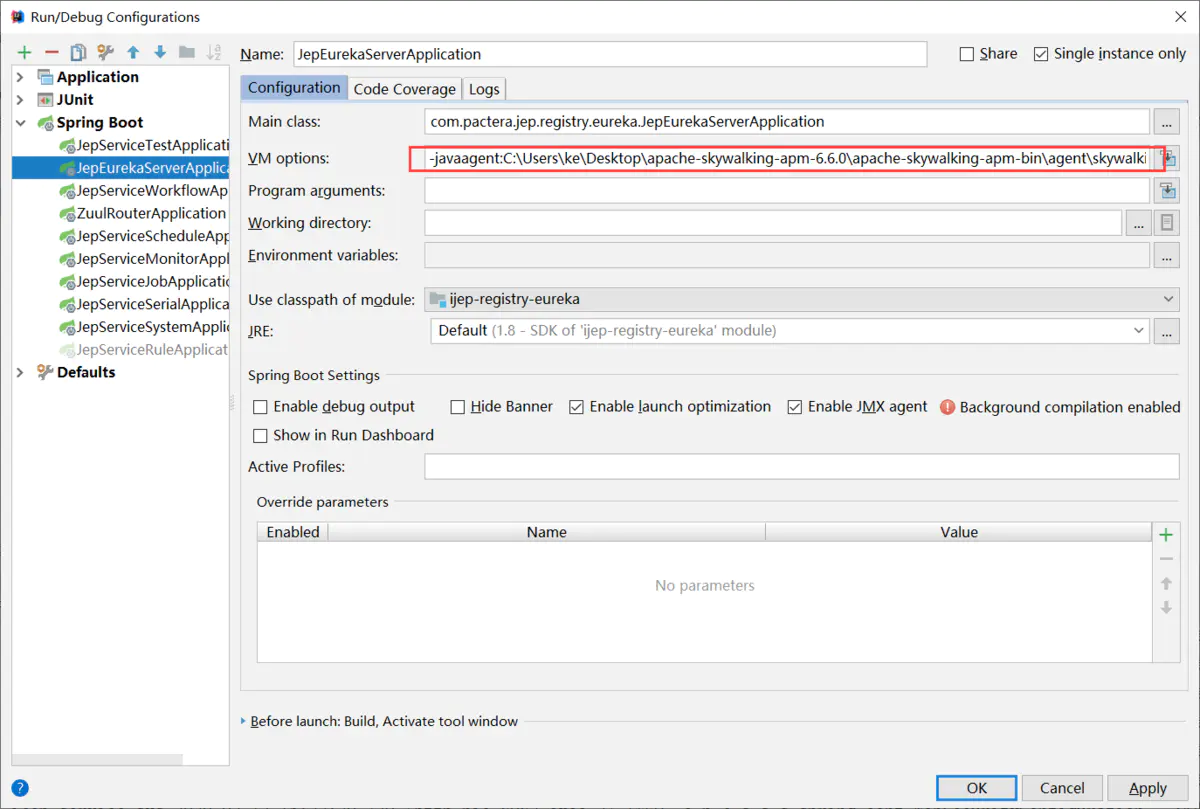 Run/Debug Configurations
Name: JepEurekaServerApplication Share Single instance only
Application
JUnit
Spring Boot
JepServiceTestApplicati
JepEurekaServerApplica
JepServiceWorkflowAp
ZuulRouterApplication
JepServiceScheduleApp
JepServiceMonitorAppl
JepServiceJobApplicatio
JepServiceSerialApplica
JepServiceSystemApplic
JepServiceRuleApplicat
Defaults
Configuration Code Coverage Logs
Main class: com.pactera.jep.registry.eureka.JepEurekaServerApplication ...
VM options: -javaagent:C:\Users\ke\Desktop\apache-skywalking-apm-6.6.0\apache-skywalking-apm-bin\agent\skywalki
Program arguments:
Working directory: ...
Environment variables: ...
Use classpath of module: ijep-registry-eureka
JRE: Default (1.8 - SDK of 'ijep-registry-eureka' module) ...
Spring Boot Settings
Enable debug output Hide Banner Enable launch optimization Enable JMX agent Background compilation enabled
Show in Run Dashboard
Active Profiles:
Override parameters
Enabled Name Value
No parameters
Before launch: Build, Activate tool window
? OK Cancel Apply